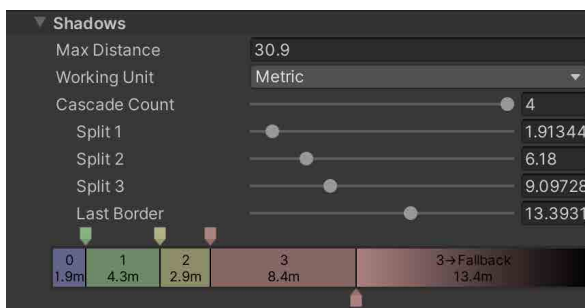 Shadows
Max Distance 30.9
Working Unit Metric
Cascade Count 4
Split 1 1.91344
Split 2 6.18
Split 3 9.09728
Last Border 13.3931
0 1 2 3 3→Fallback
1.9m 4.3m 2.9m 8.4m 13.4m